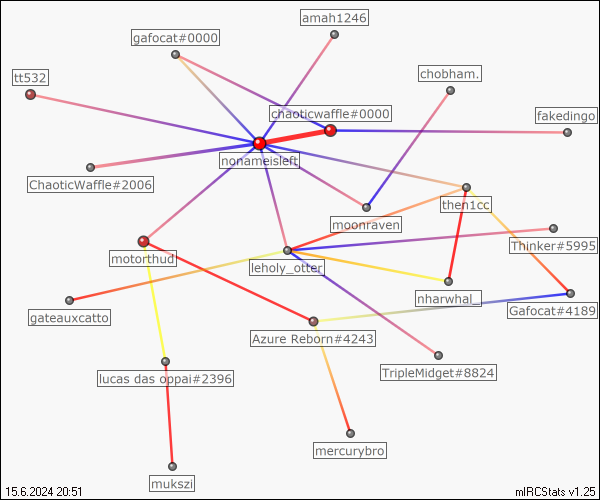 amah1246
gafocat#0000
tt532
chobham.
chaoticwaffle#0000
fakedingo
nonameisleft
ChaoticWaffle#2006
then1cc
moonraven
Thinker#5995
motorthud
leholy_otter
nharwhal_
Gafocat#4189
gateauxcatto
Azure Reborn#4243
TripleMidget#8824
lucas das oppai#2396
mercurybro
mukszi
15.6.2024 20:51
mIRCStats v1.25